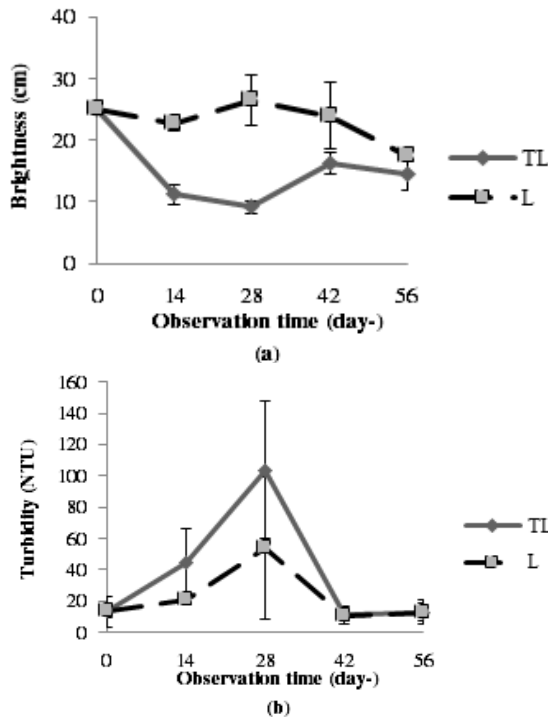 40
30
20
10
0
Brightness (cm)
0 14 28 42 56
Observation time (day-)
TL
L
(a)
160
140
120
100
80
60
40
20
0
Turbidity (NTU)
0 14 28 42 56
Observation time (day-)
TL
L
(b)